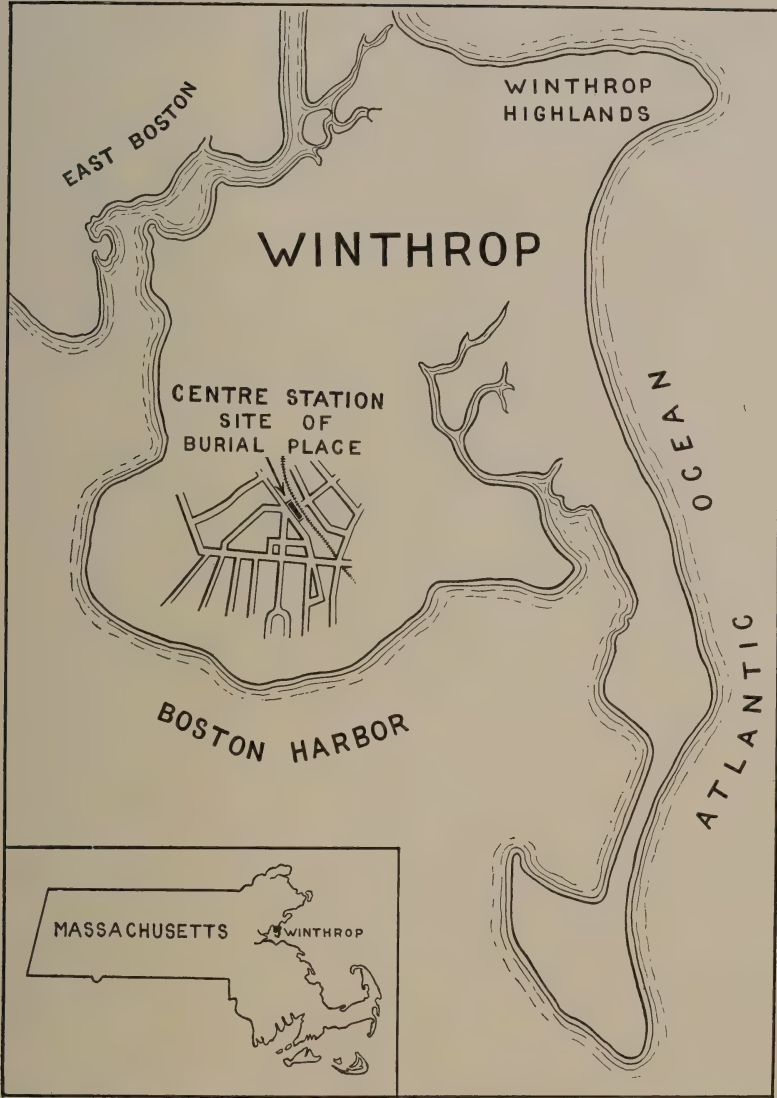 EAST BOSTON
WINTHROP
HIGHLANDS
WINTHROP
CENTRE STATION
SITE OF
BURIAL PLACE
ATLANTIC OCEAN
BOSTON HARBOR
MASSACHUSETTS
WINTHROP